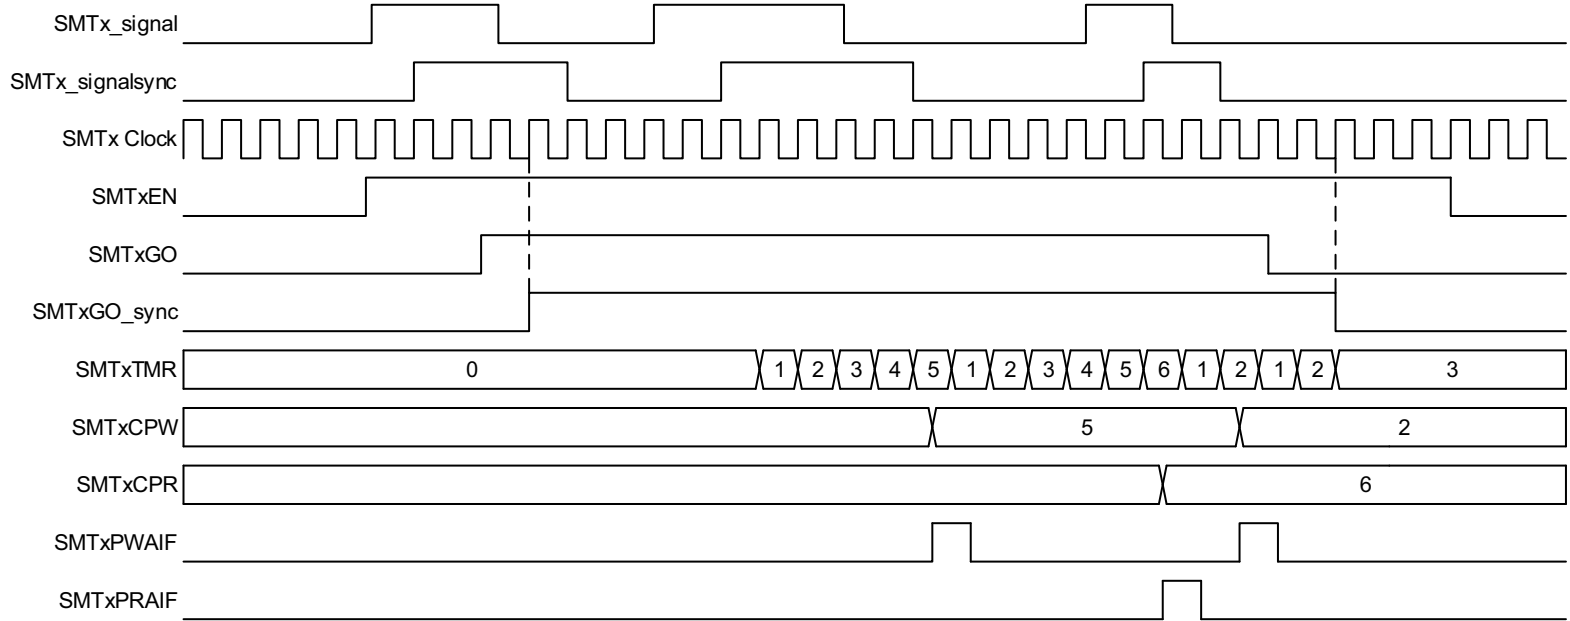 SMTx_signal
SMTx_signalsync
SMTx Clock
SMTxEN
SMTxGO
SMTxGO_sync
SMTxTMR 0 1 2 3 4 5 1 2 3 4 5 6 1 2 1 2 3
SMTxCPW 5 2
SMTxCPR 6
SMTxPWAIF
SMTxPRAIF